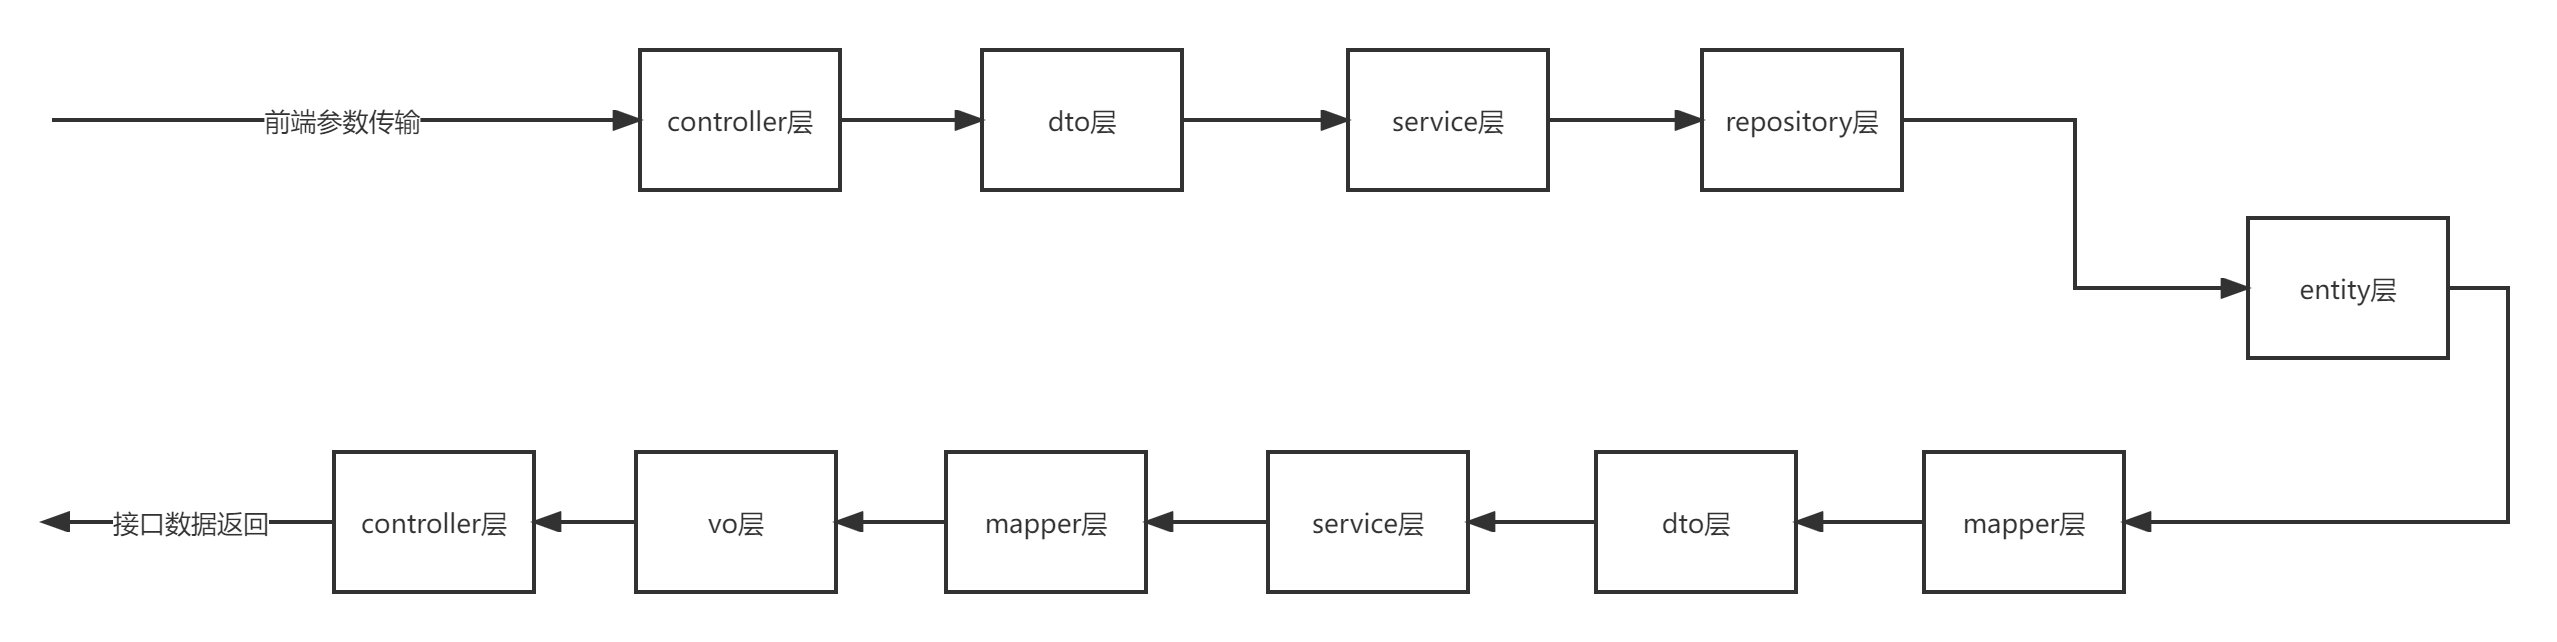 前端参数传输
controller层
dto层
service层
repository层
entity层
接口数据返回
controller层
vo层
mapper层
service层
dto层
mapper层